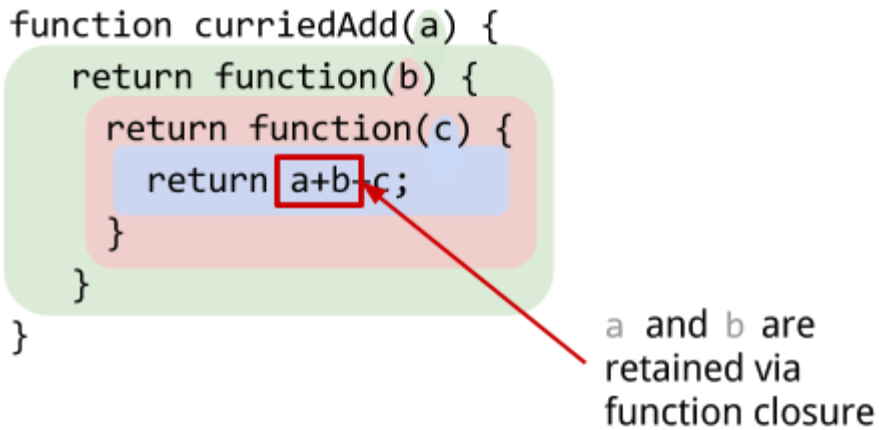 function curriedAdd(a) {
return function(b) {
return function(c) {
return a+b+c;
}
}
}
a and b are
retained via
function closure